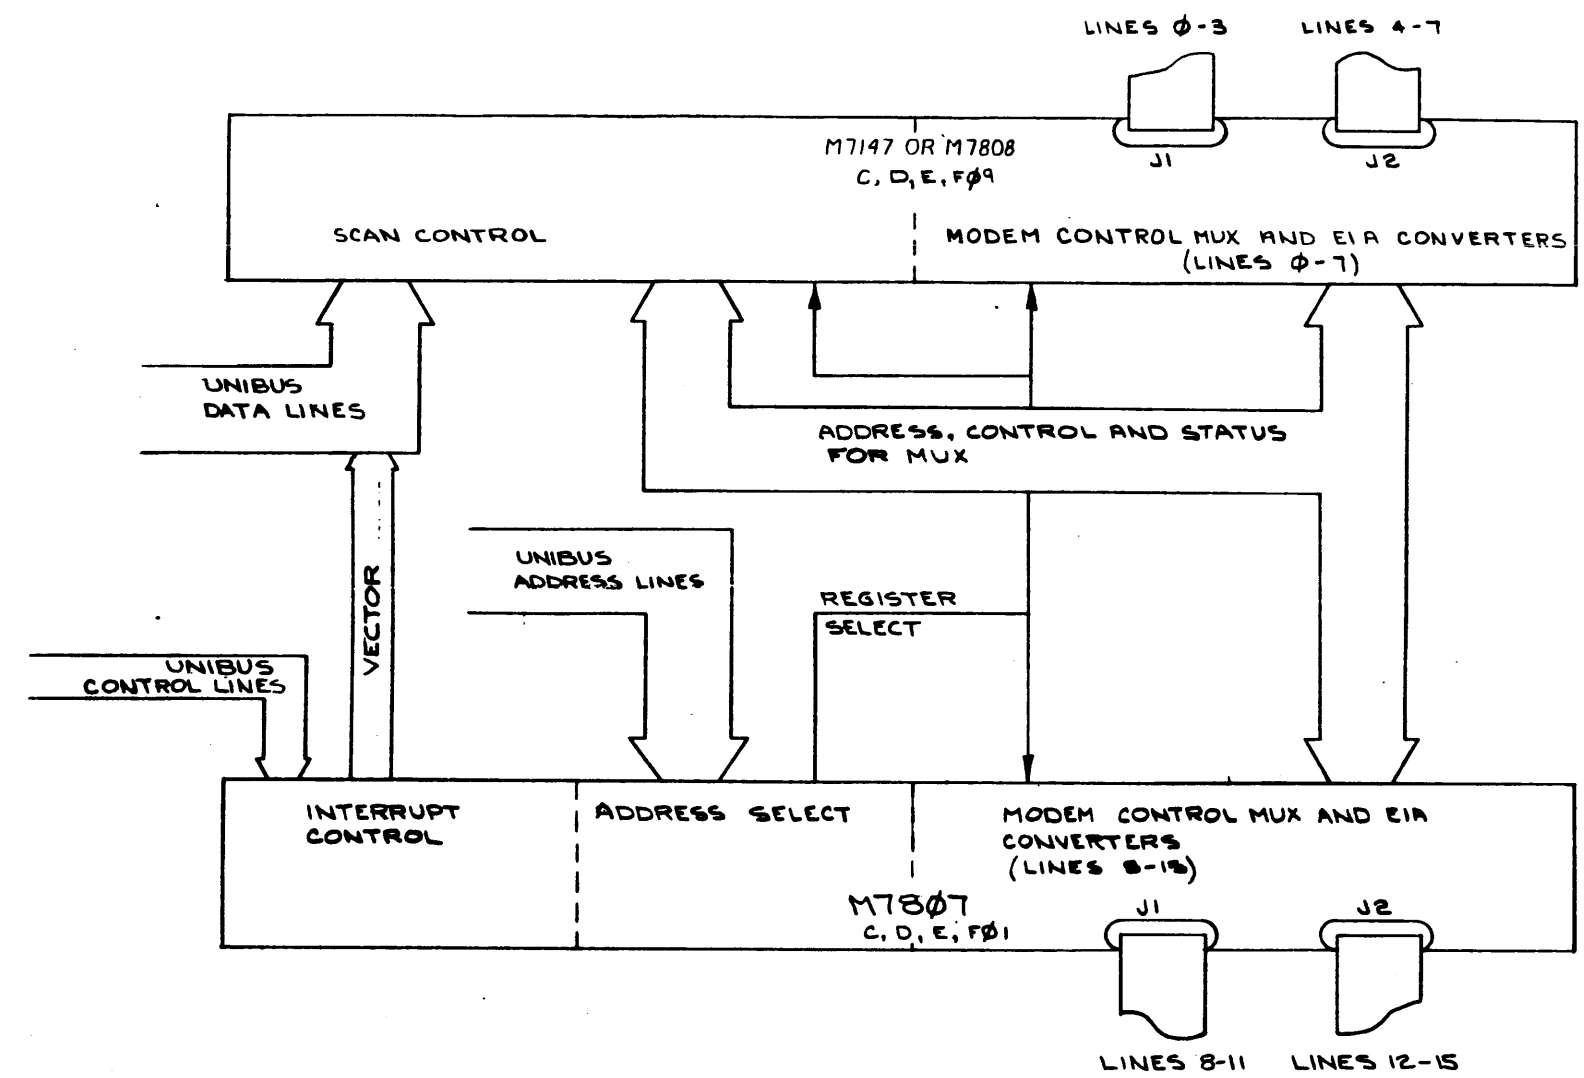 LINES Ø-3
LINES 4-7
M7147 OR M7808
C, D, E, FØ9
J1
J2
SCAN CONTROL
MODEM CONTROL MUX AND EIA CONVERTERS
(LINES Ø-7)
UNIBUS
DATA LINES
ADDRESS, CONTROL AND STATUS
FOR MUX
UNIBUS
ADDRESS LINES
VECTOR
REGISTER
SELECT
UNIBUS
CONTROL LINES
INTERRUPT
CONTROL
ADDRESS SELECT
MODEM CONTROL MUX AND EIA
CONVERTERS
(LINES
M78Ø7
C, D, E, FØ1
J1
J2
LINES 8-11
LINES 12-15